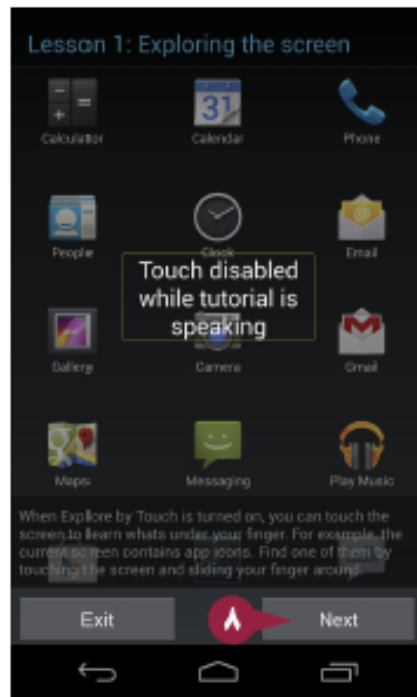 Lesson 1: Exploring the screen
31
Calculator Calendar Phone
People Clock Email
Touch disabled
while tutorial is
speaking
Gallery Camera Gmail
Maps Messaging Play Music
When Explore by Touch is turned on, you can touch the
screen to learn whats under your finger. For example, the
current screen contains app icons. Find one of them by
touching the screen and sliding your finger around.
Exit Next